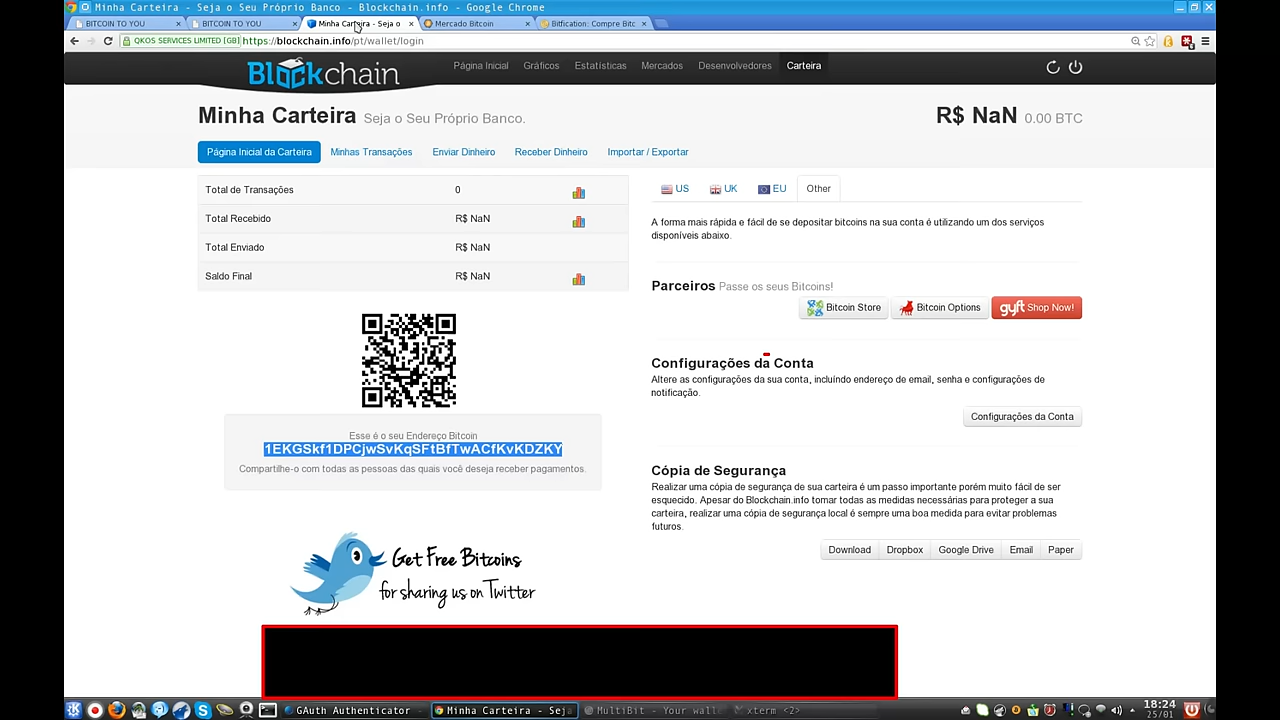 Minha Carteira - Seja o Seu Próprio Banco - Blockchain.info - Google Chrome
BITCOIN TO YOU
BITCOIN TO YOU
Minha Carteira - Seja o
Mercado Bitcoin
Bitfication: Compre Bitc
QKOS SERVICES LIMITED [GB] https://blockchain.info/pt/wallet/login
Blockchain
Página Inicial
Gráficos
Estatísticas
Mercados
Desenvolvedores
Carteira
Minha Carteira Seja o Seu Próprio Banco.
R$ NaN 0.00 BTC
Página Inicial da Carteira
Minhas Transações
Enviar Dinheiro
Receber Dinheiro
Importar / Exportar
Total de Transações 0
Total Recebido R$ NaN
Total Enviado R$ NaN
Saldo Final R$ NaN
Esse é o seu Endereço Bitcoin
1EKGSkf1DPCjwSvKqSFtBfTwACfKvKDZKY
Compartilhe-o com todas as pessoas das quais você deseja receber pagamentos.
Get Free Bitcoins
for sharing us on Twitter
US
UK
EU
Other
A forma mais rápida e fácil de se depositar bitcoins na sua conta é utilizando um dos serviços
disponíveis abaixo.
Parceiros Passe os seus Bitcoins!
Bitcoin Store
Bitcoin Options
gyft Shop Now!
Configurações da Conta
Altere as configurações da sua conta, incluíndo endereço de email, senha e configurações de
notificação.
Configurações da Conta
Cópia de Segurança
Realizar uma cópia de segurança de sua carteira é um passo importante porém muito fácil de ser
esquecido. Apesar do Blockchain.info tomar todas as medidas necessárias para proteger a sua
carteira, realizar uma cópia de segurança local é sempre uma boa medida para evitar problemas
futuros.
Download
Dropbox
Google Drive
Email
Paper
GAuth Authenticator
Minha Carteira - Seja
MultiBit - Your walle
xterm <2>
18:24
25/01